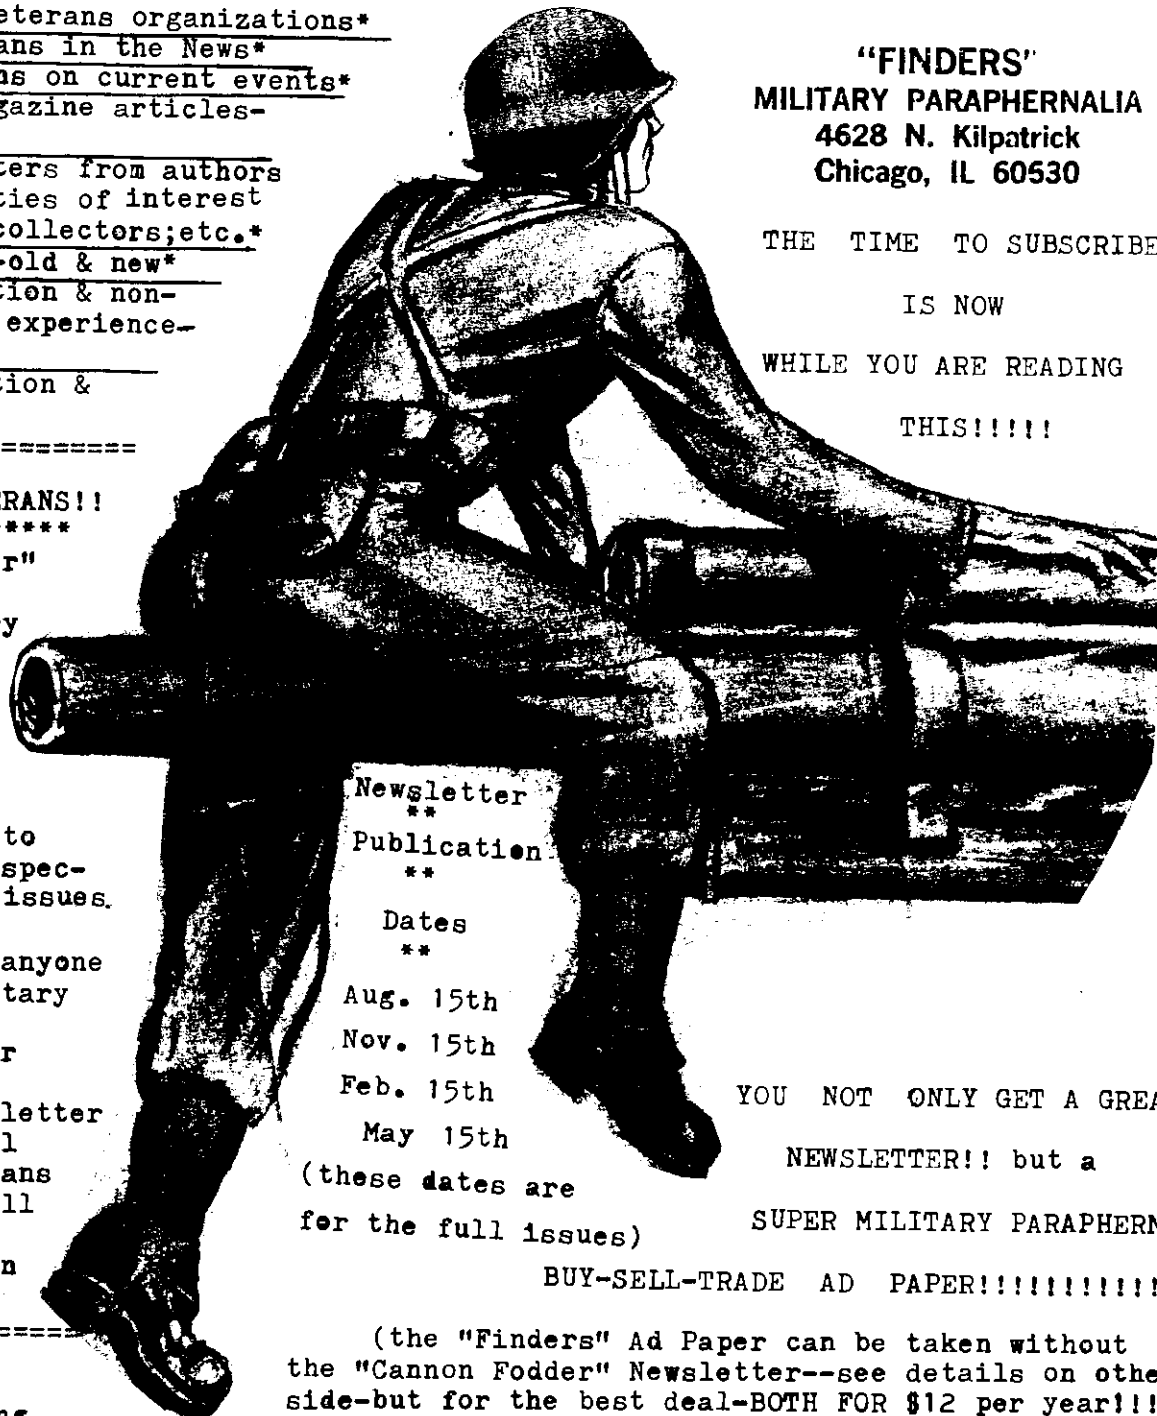 eterans organizations*
ans in the News*
ns on current events*
gazine articles-
ters from authors
ties of interest
collectors;etc.*
-old & new*
tion & non-
experience-
tion &
========
ERANS!!
*****
r"
y
to
spec-
issues.
anyone
tary
r
letter
l
ans
ll
n
=====
"FINDERS"
MILITARY PARAPHERNALIA
4628 N. Kilpatrick
Chicago, IL 60530
THE TIME TO SUBSCRIBE
IS NOW
WHILE YOU ARE READING
THIS!!!!!
Newsletter
**
Publication
**
Dates
**
Aug. 15th
Nov. 15th
Feb. 15th
May 15th
(these dates are
for the full issues)
YOU NOT ONLY GET A GREA
NEWSLETTER!! but a
SUPER MILITARY PARAPHERN
BUY-SELL-TRADE AD PAPER!!!!!!!!!!!
(the "Finders" Ad Paper can be taken without
the "Cannon Fodder" Newsletter--see details on othe
side-but for the best deal-BOTH FOR $12 per year!!!